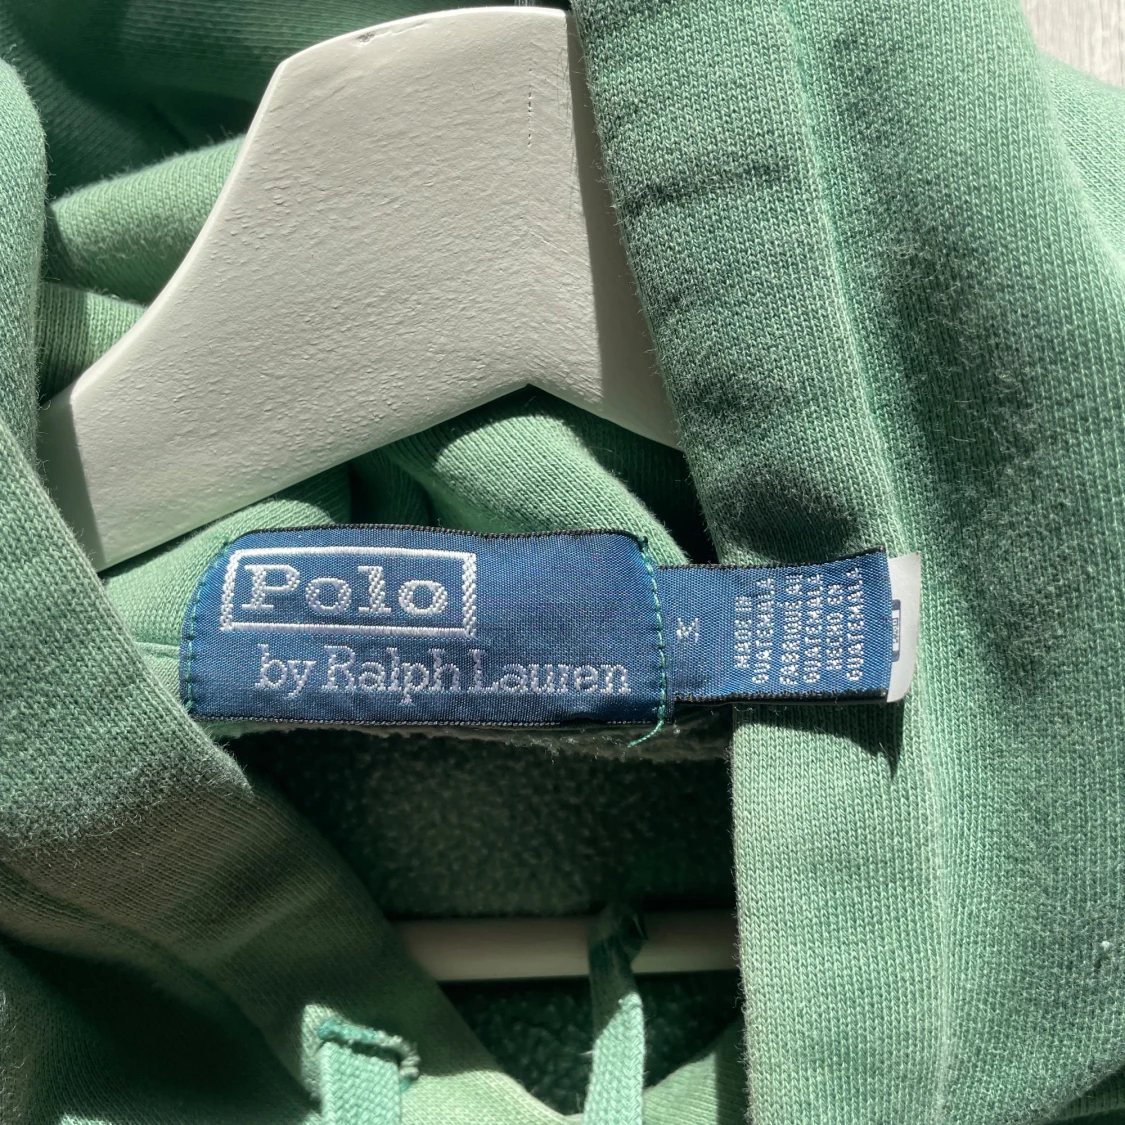 Polo
by Ralph Lauren
M
MADE IN
GUATEMALA
FABRIQUE AU
GUATEMALA
HECHO EN
GUATEMALA